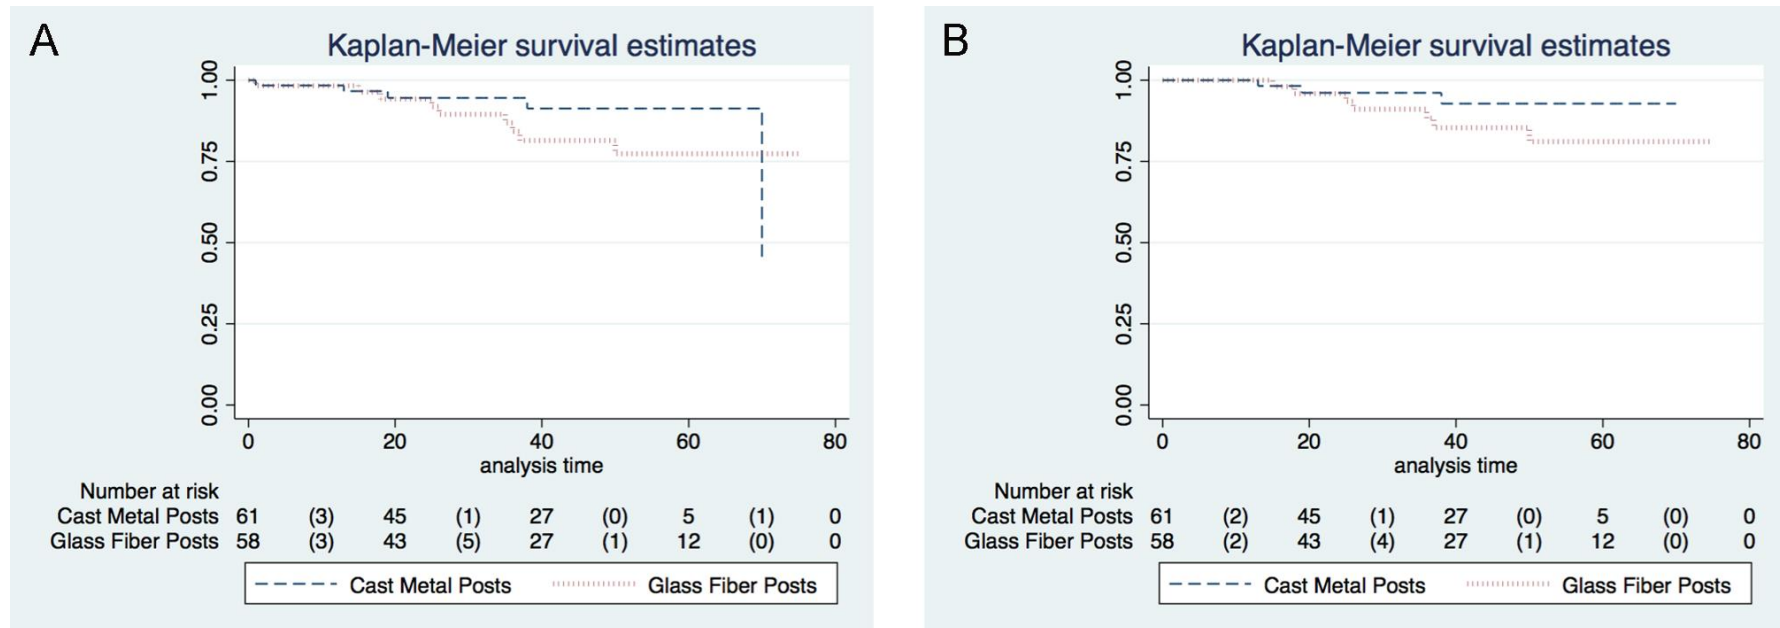 A
Kaplan-Meier survival estimates
1.00
0.75
0.50
0.25
0.00
0 20 40 60 80
analysis time
Number at risk
Cast Metal Posts 61 (3) 45 (1) 27 (0) 5 (1) 0
Glass Fiber Posts 58 (3) 43 (5) 27 (1) 12 (0) 0
Cast Metal Posts Glass Fiber Posts
B
Kaplan-Meier survival estimates
1.00
0.75
0.50
0.25
0.00
0 20 40 60 80
analysis time
Number at risk
Cast Metal Posts 61 (2) 45 (1) 27 (0) 5 (0) 0
Glass Fiber Posts 58 (2) 43 (4) 27 (1) 12 (0) 0
Cast Metal Posts Glass Fiber Posts